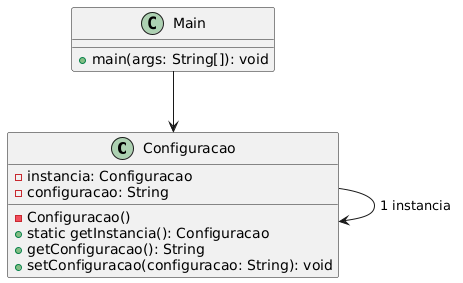 C Main
main(args: String[]): void
C Configuracao
instancia: Configuracao
configuracao: String
Configuracao()
static getInstancia(): Configuracao
getConfiguracao(): String
setConfiguracao(configuracao: String): void
1 instancia